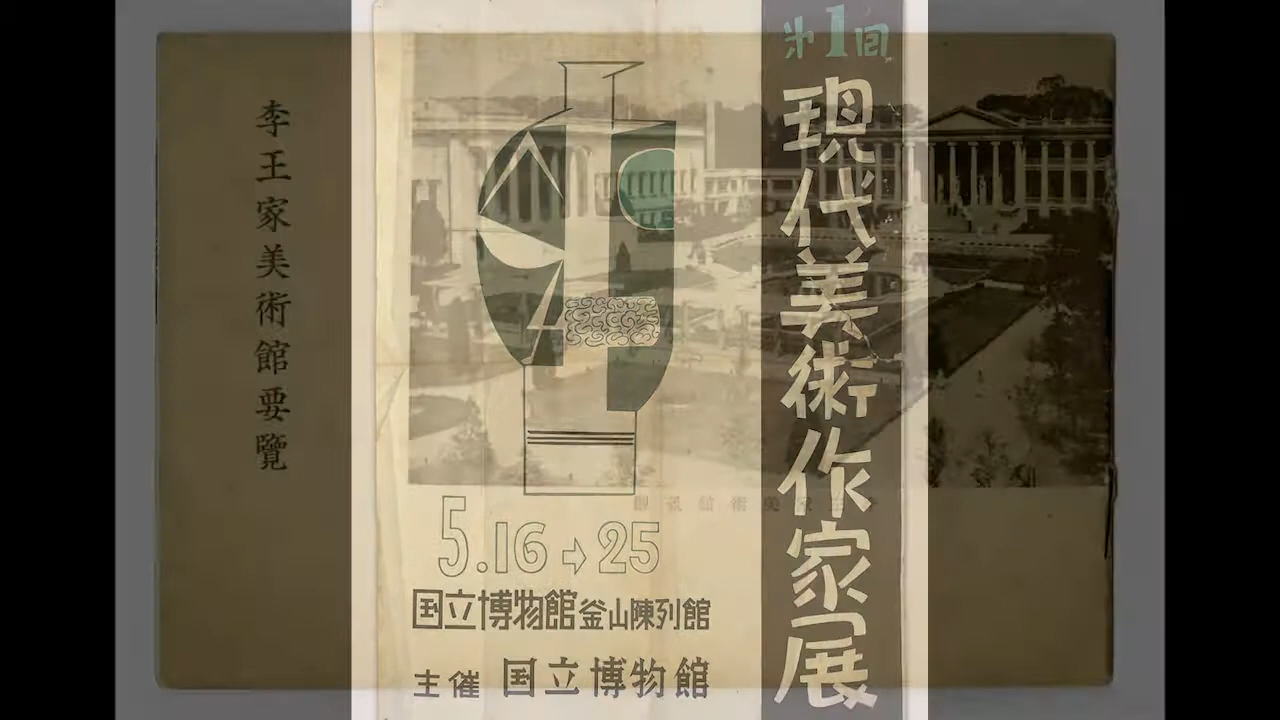 李王家美術館要覽
第1回
現代美術作家展
5.16→25
国立博物館釜山陳列館
主催 国立博物館